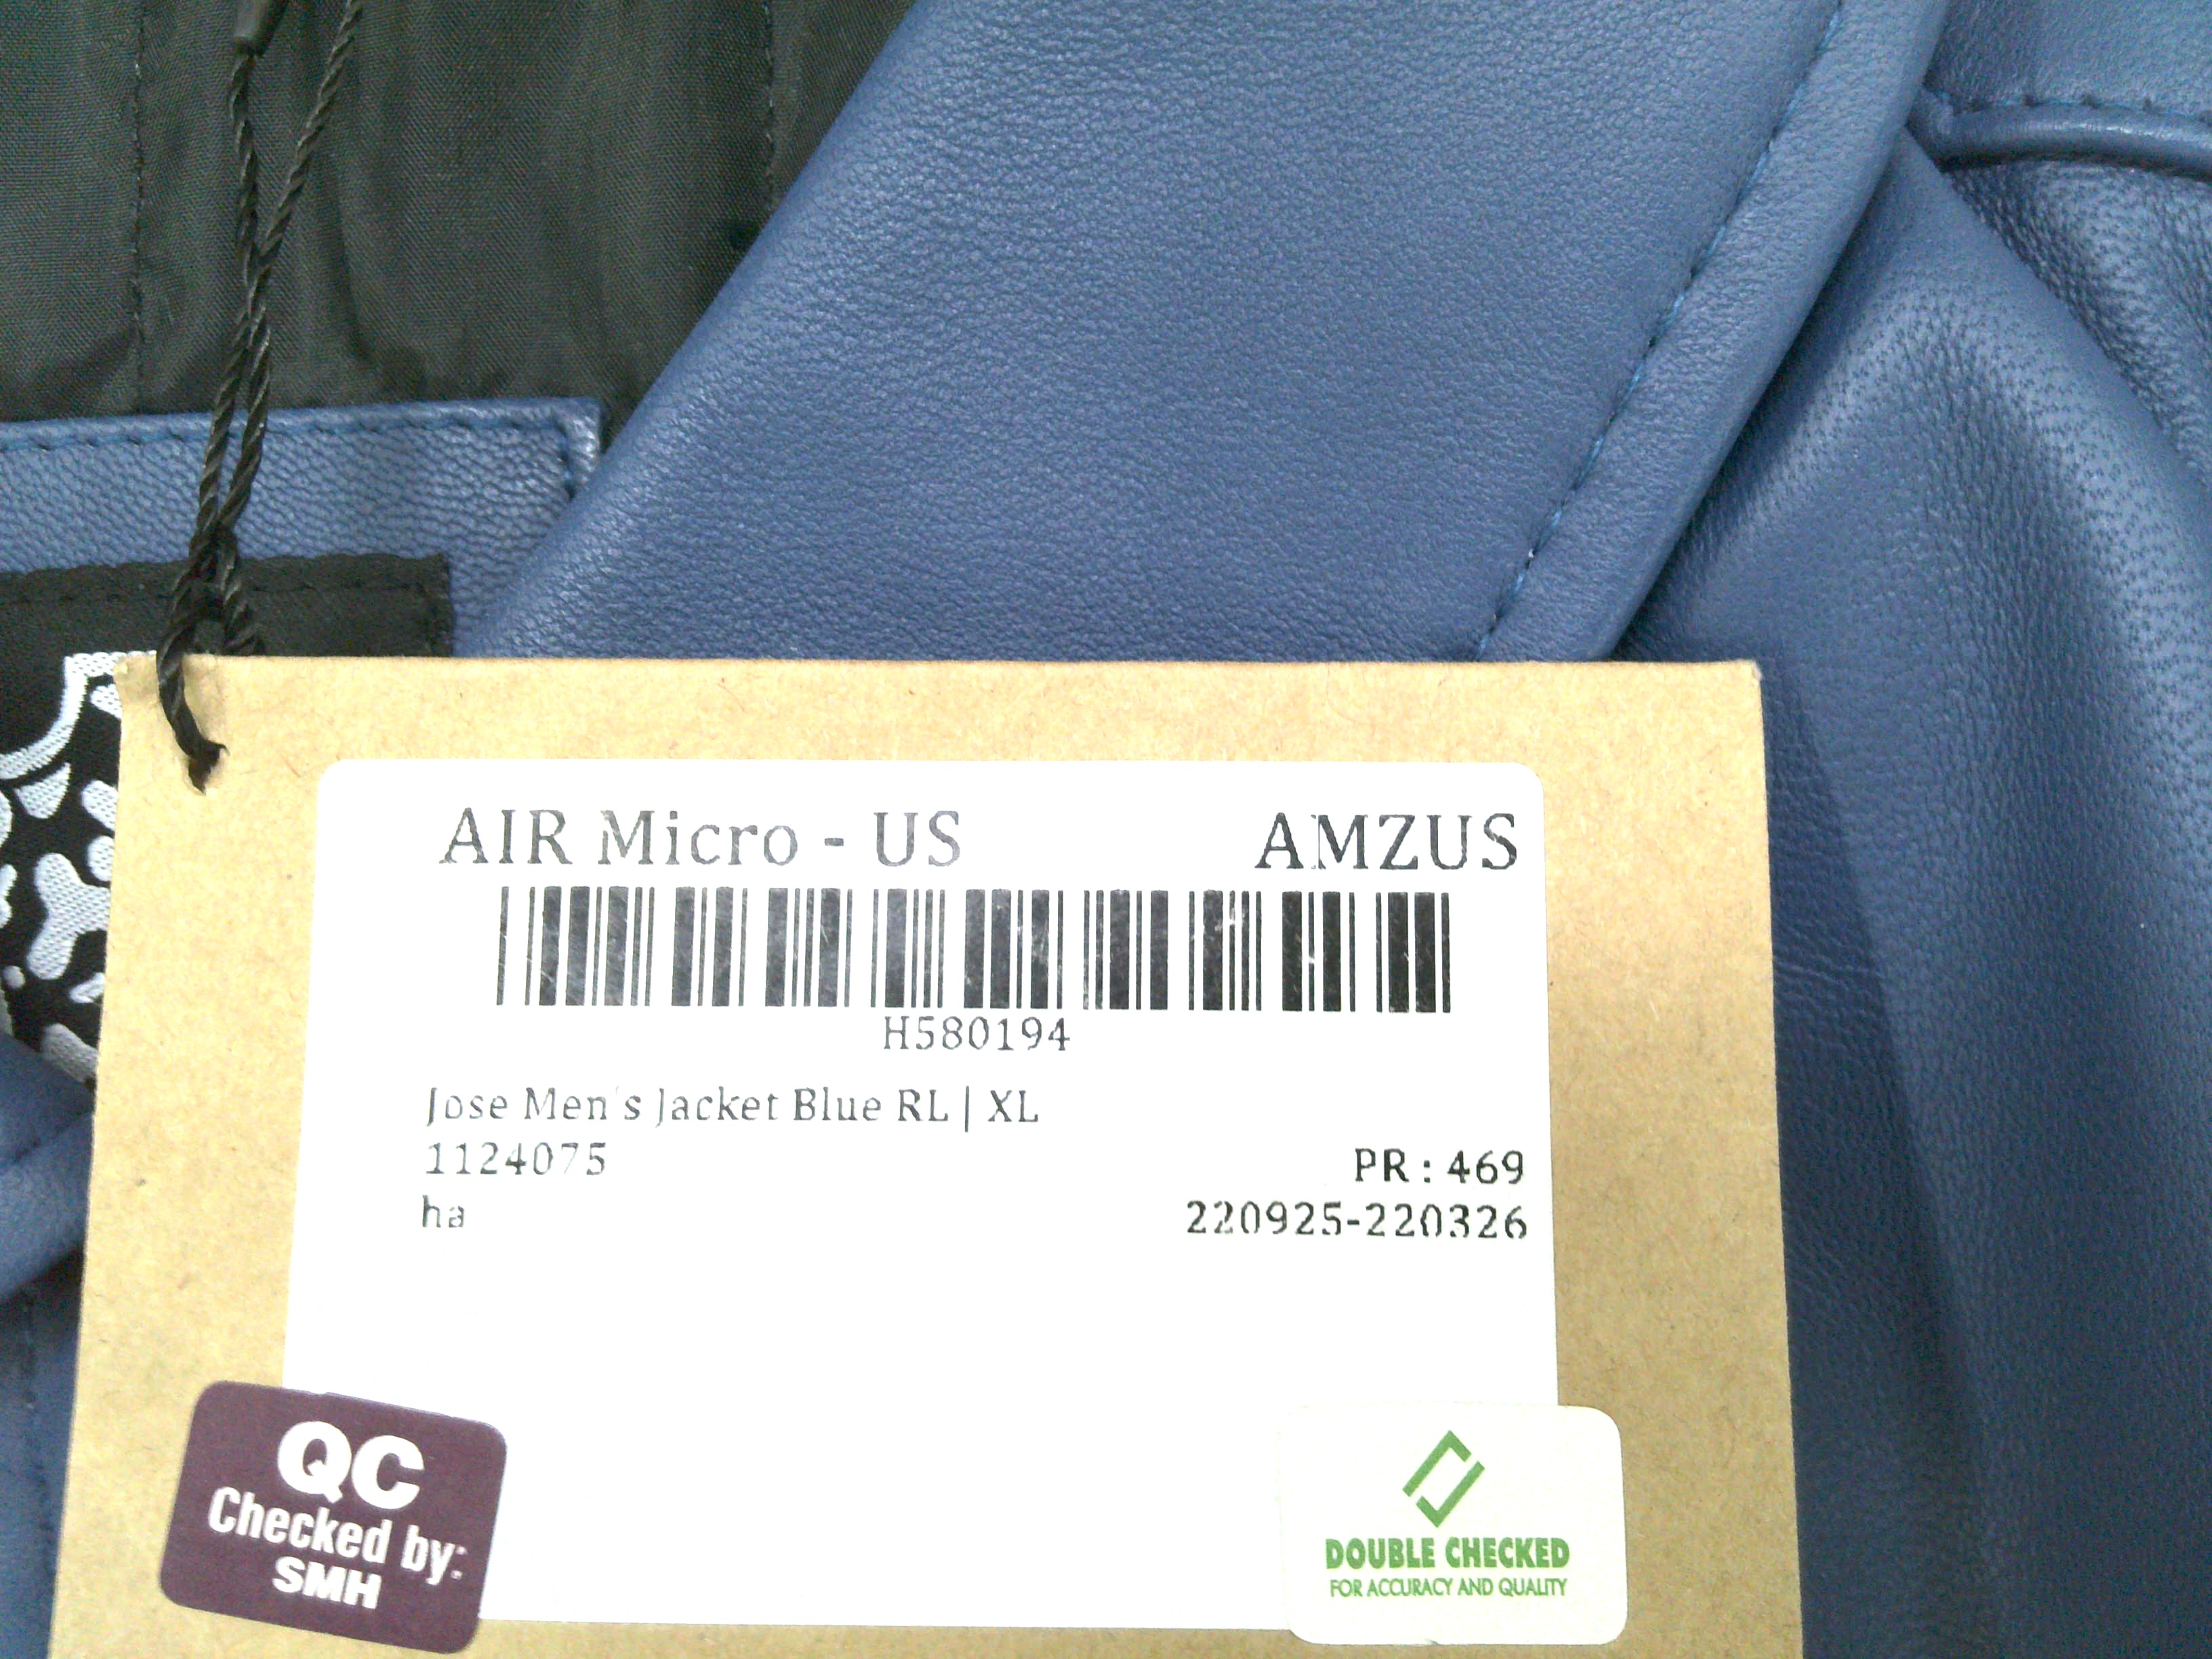 AIR Micro - US AMZUS
H580194
Jose Men's Jacket Blue RL | XL
1124075
PR : 469
ha
220925-220326
QC
Checked by:
SMH
DOUBLE CHECKED
FOR ACCURACY AND QUALITY